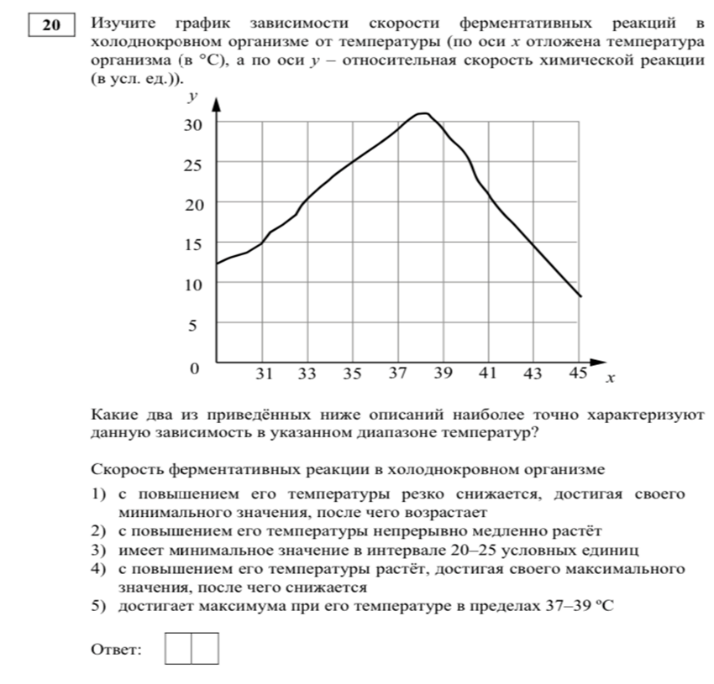 20 Изучите график зависимости скорости ферментативных реакций в
холоднокровном организме от температуры (по оси x отложена температура
организма (в °С), а по оси y – относительная скорость химической реакции
(в усл. ед.)).
y
30
25
20
15
10
5
0
31 33 35 37 39 41 43 45 x
Какие два из приведённых ниже описаний наиболее точно характеризуют
данную зависимость в указанном диапазоне температур?
Скорость ферментативных реакции в холоднокровном организме
1) с повышением его температуры резко снижается, достигая своего
минимального значения, после чего возрастает
2) с повышением его температуры непрерывно медленно растёт
3) имеет минимальное значение в интервале 20–25 условных единиц
4) с повышением его температуры растёт, достигая своего максимального
значения, после чего снижается
5) достигает максимума при его температуре в пределах 37–39 ºС
Ответ: